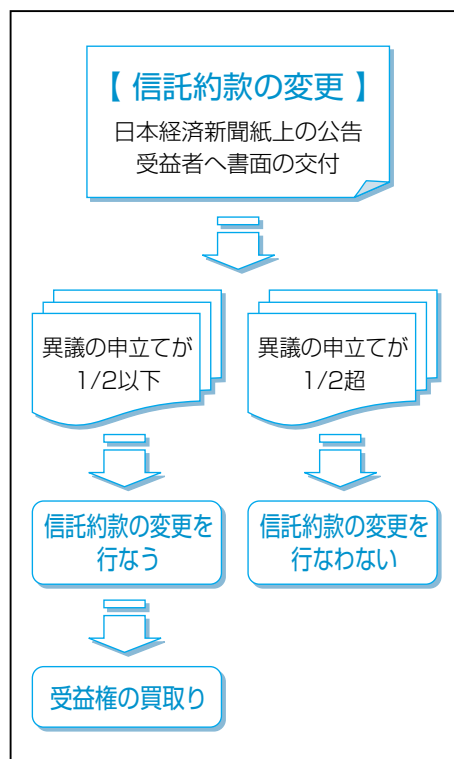 【 信託約款の変更 】
日本経済新聞紙上の公告
受益者へ書面の交付
異議の申立てが
1/2以下
異議の申立てが
1/2超
信託約款の変更を
行なう
信託約款の変更を
行なわない
受益権の買取り